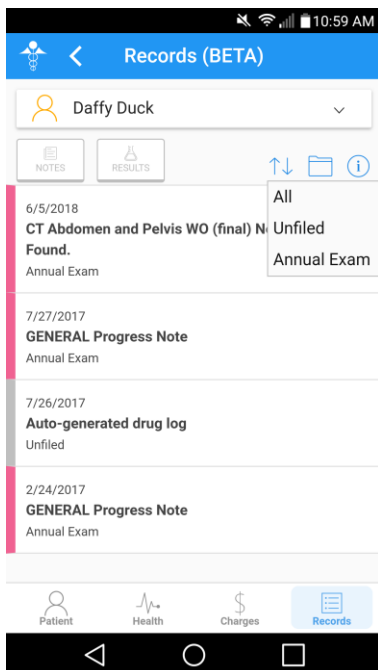 10:59 AM
Records (BETA)
Daffy Duck
NOTES
RESULTS
All
Unfiled
Annual Exam
6/5/2018
CT Abdomen and Pelvis WO (final) N
Found.
Annual Exam
7/27/2017
GENERAL Progress Note
Annual Exam
7/26/2017
Auto-generated drug log
Unfiled
2/24/2017
GENERAL Progress Note
Annual Exam
Patient
Health
Charges
Records